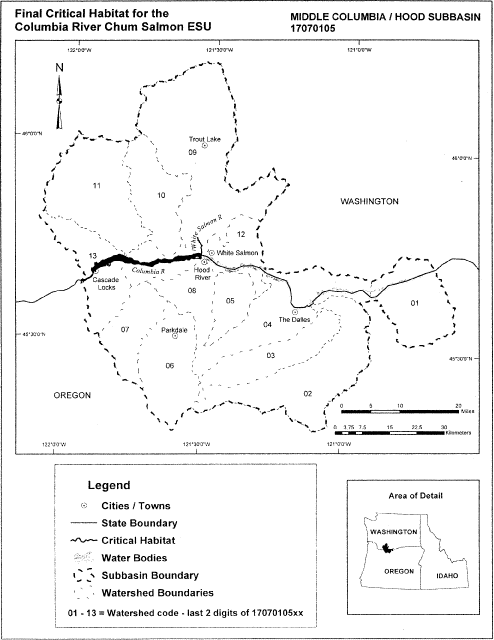 Final Critical Habitat for the
Columbia River Chum Salmon ESU
MIDDLE COLUMBIA / HOOD SUBBASIN
17070105
122°0'0"W
121°30'0"W
121°0'0"W
N
46°0'0"N
46°0'0"N
Trout Lake
09
11
10
WASHINGTON
White Salmon R
12
13
White Salmon
Columbia R
Hood
River
Cascade
Locks
08
05
01
07
04
The Dalles
Parkdale
45°30'0"N
03
45°30'0"N
06
02
OREGON
0 5 10 20
Miles
0 3.75 7.5 15 22.5 30
Kilometers
122°0'0"W
121°30'0"W
121°0'0"W
Legend
Cities / Towns
State Boundary
Critical Habitat
Water Bodies
Subbasin Boundary
Watershed Boundaries
01 - 13 = Watershed code - last 2 digits of 17070105xx
Area of Detail
WASHINGTON
OREGON
IDAHO